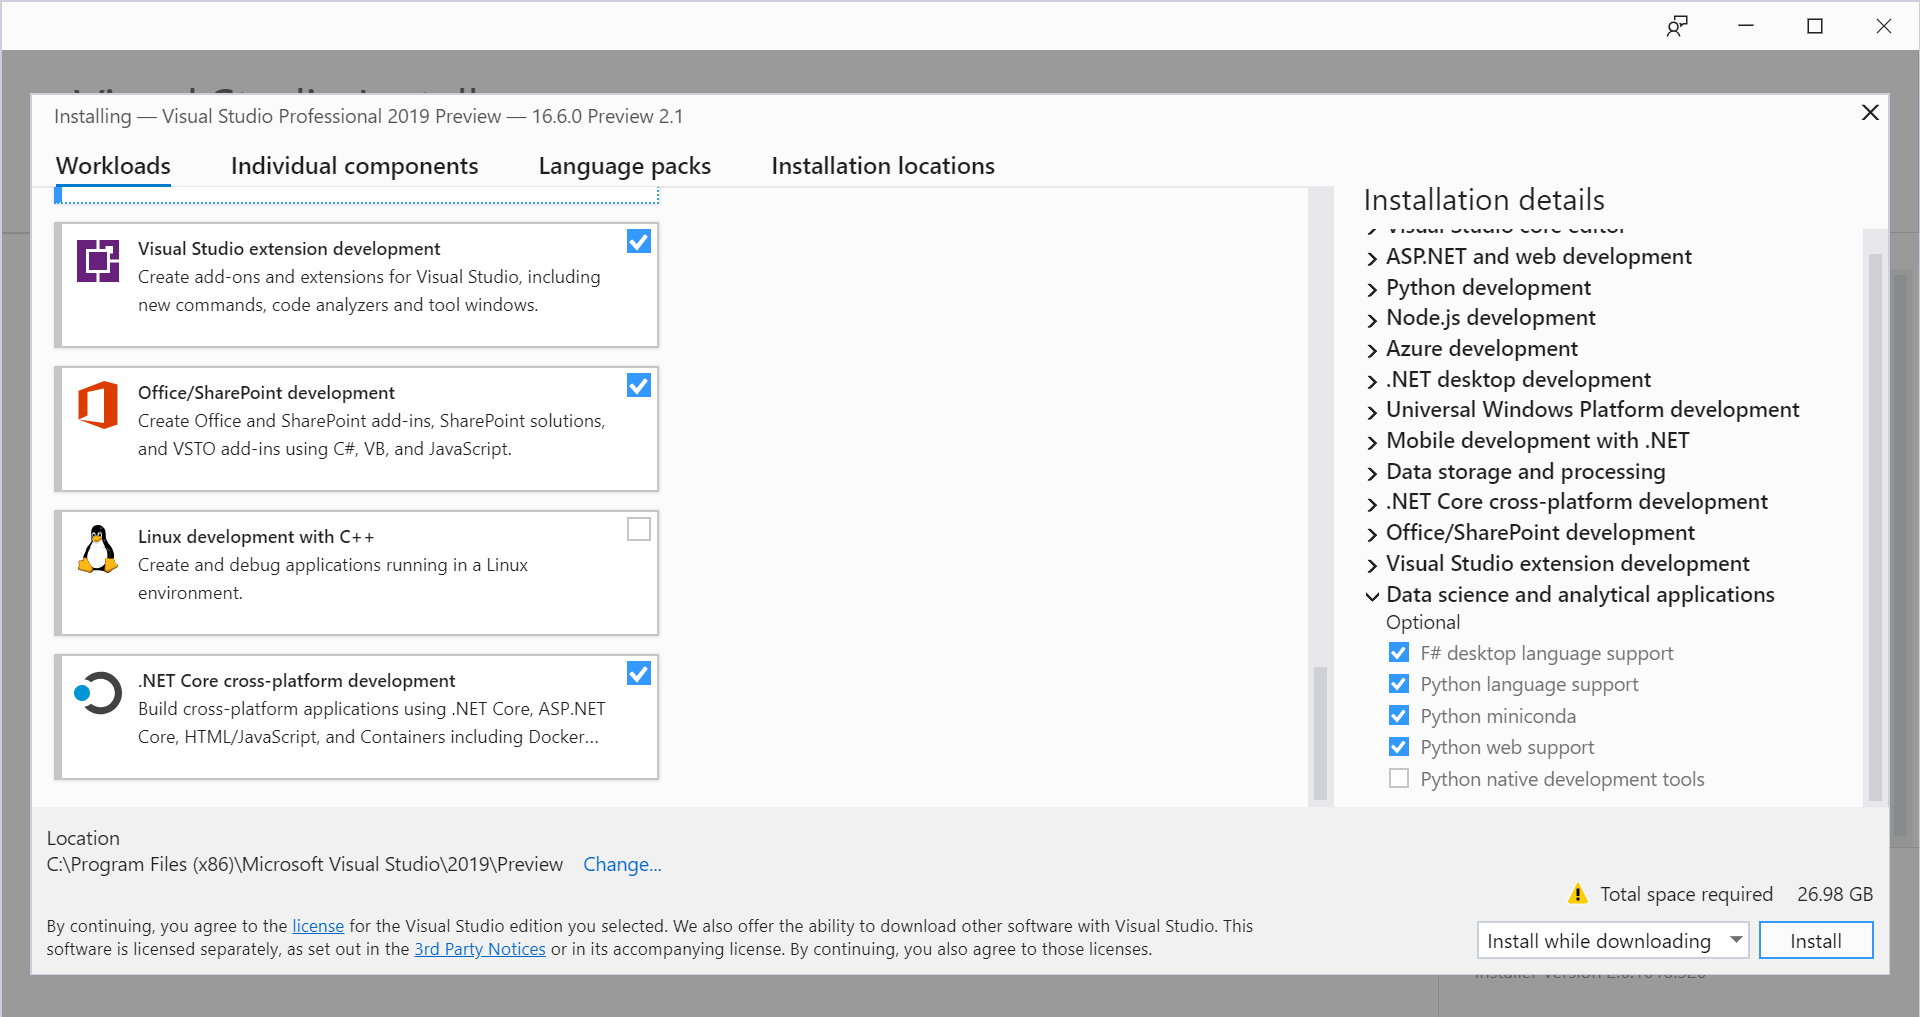 Installing — Visual Studio Professional 2019 Preview — 16.6.0 Preview 2.1
Workloads
Individual components
Language packs
Installation locations
Visual Studio extension development
Create add-ons and extensions for Visual Studio, including
new commands, code analyzers and tool windows.
Office/SharePoint development
Create Office and SharePoint add-ins, SharePoint solutions,
and VSTO add-ins using C#, VB, and JavaScript.
Linux development with C++
Create and debug applications running in a Linux
environment.
.NET Core cross-platform development
Build cross-platform applications using .NET Core, ASP.NET
Core, HTML/JavaScript, and Containers including Docker...
Installation details
Visual Studio core editor
ASP.NET and web development
Python development
Node.js development
Azure development
.NET desktop development
Universal Windows Platform development
Mobile development with .NET
Data storage and processing
.NET Core cross-platform development
Office/SharePoint development
Visual Studio extension development
Data science and analytical applications
Optional
F# desktop language support
Python language support
Python miniconda
Python web support
Python native development tools
Location
C:\Program Files (x86)\Microsoft Visual Studio\2019\Preview Change...
Total space required 26.98 GB
By continuing, you agree to the license for the Visual Studio edition you selected. We also offer the ability to download other software with Visual Studio. This
software is licensed separately, as set out in the 3rd Party Notices or in its accompanying license. By continuing, you also agree to those licenses.
Install while downloading
Install